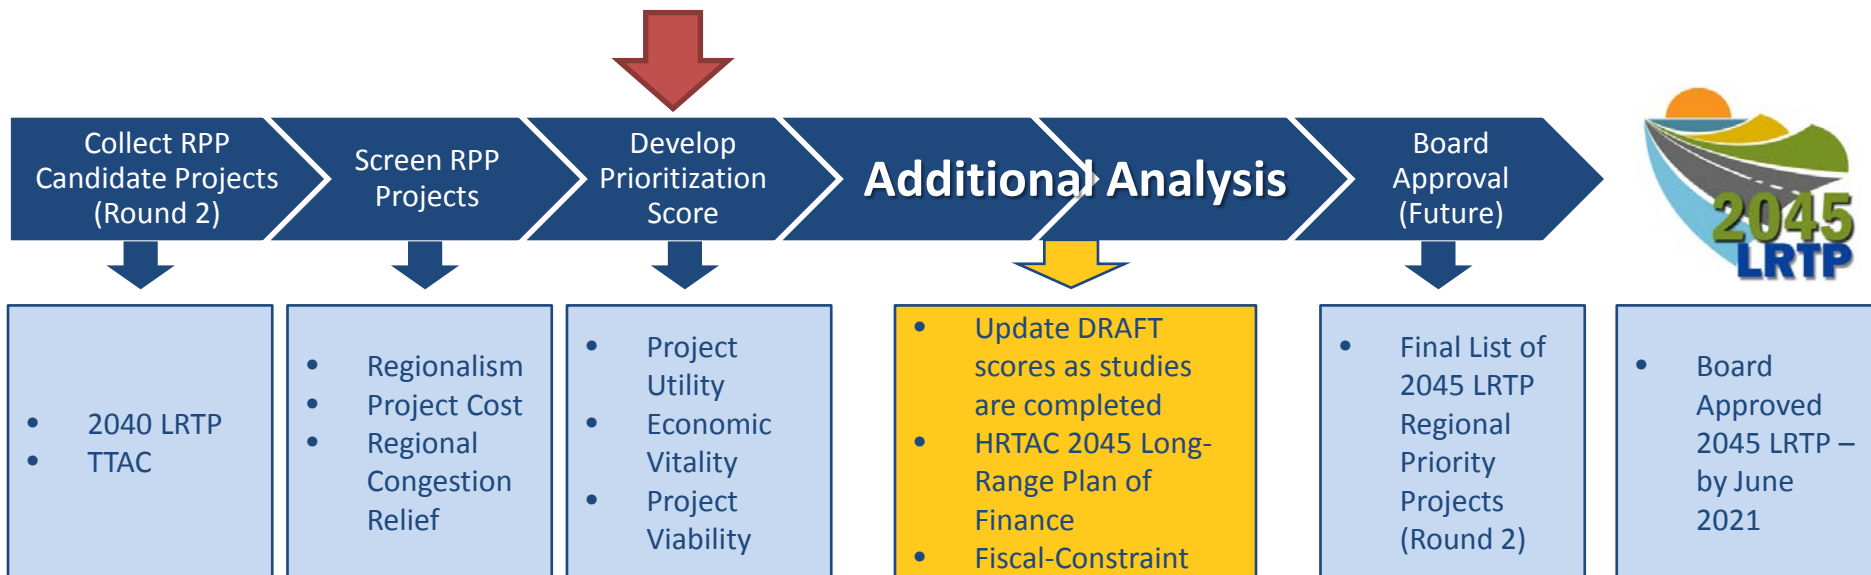 Collect RPP
Candidate Projects
(Round 2)
Screen RPP
Projects
Develop
Prioritization
Score
Additional Analysis
Board
Approval
(Future)
2045
LRTP
• 2040 LRTP
• TTAC
• Regionalism
• Project Cost
• Regional
Congestion
Relief
• Project
Utility
• Economic
Vitality
• Project
Viability
• Update DRAFT
scores as studies
are completed
• HRTAC 2045 Long-
Range Plan of
Finance
• Fiscal-Constraint
• Final List of
2045 LRTP
Regional
Priority
Projects
(Round 2)
• Board
Approved
2045 LRTP –
by June
2021